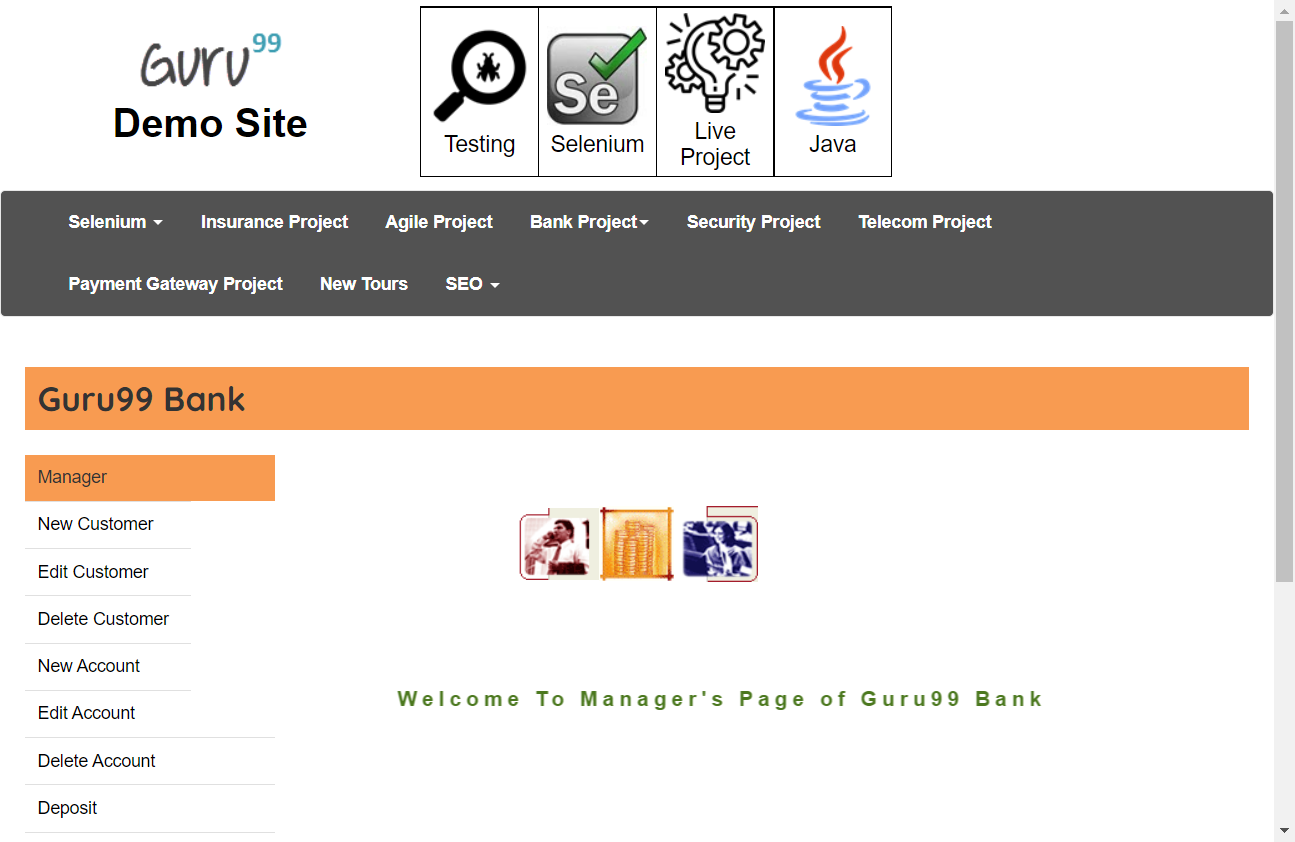 Guru99
Demo Site
Testing
Se
Selenium
Live
Project
Java
Selenium
Insurance Project
Agile Project
Bank Project
Security Project
Telecom Project
Payment Gateway Project
New Tours
SEO
Guru99 Bank
Manager
New Customer
Edit Customer
Delete Customer
New Account
Edit Account
Delete Account
Deposit
Welcome To Manager's Page of Guru99 Bank